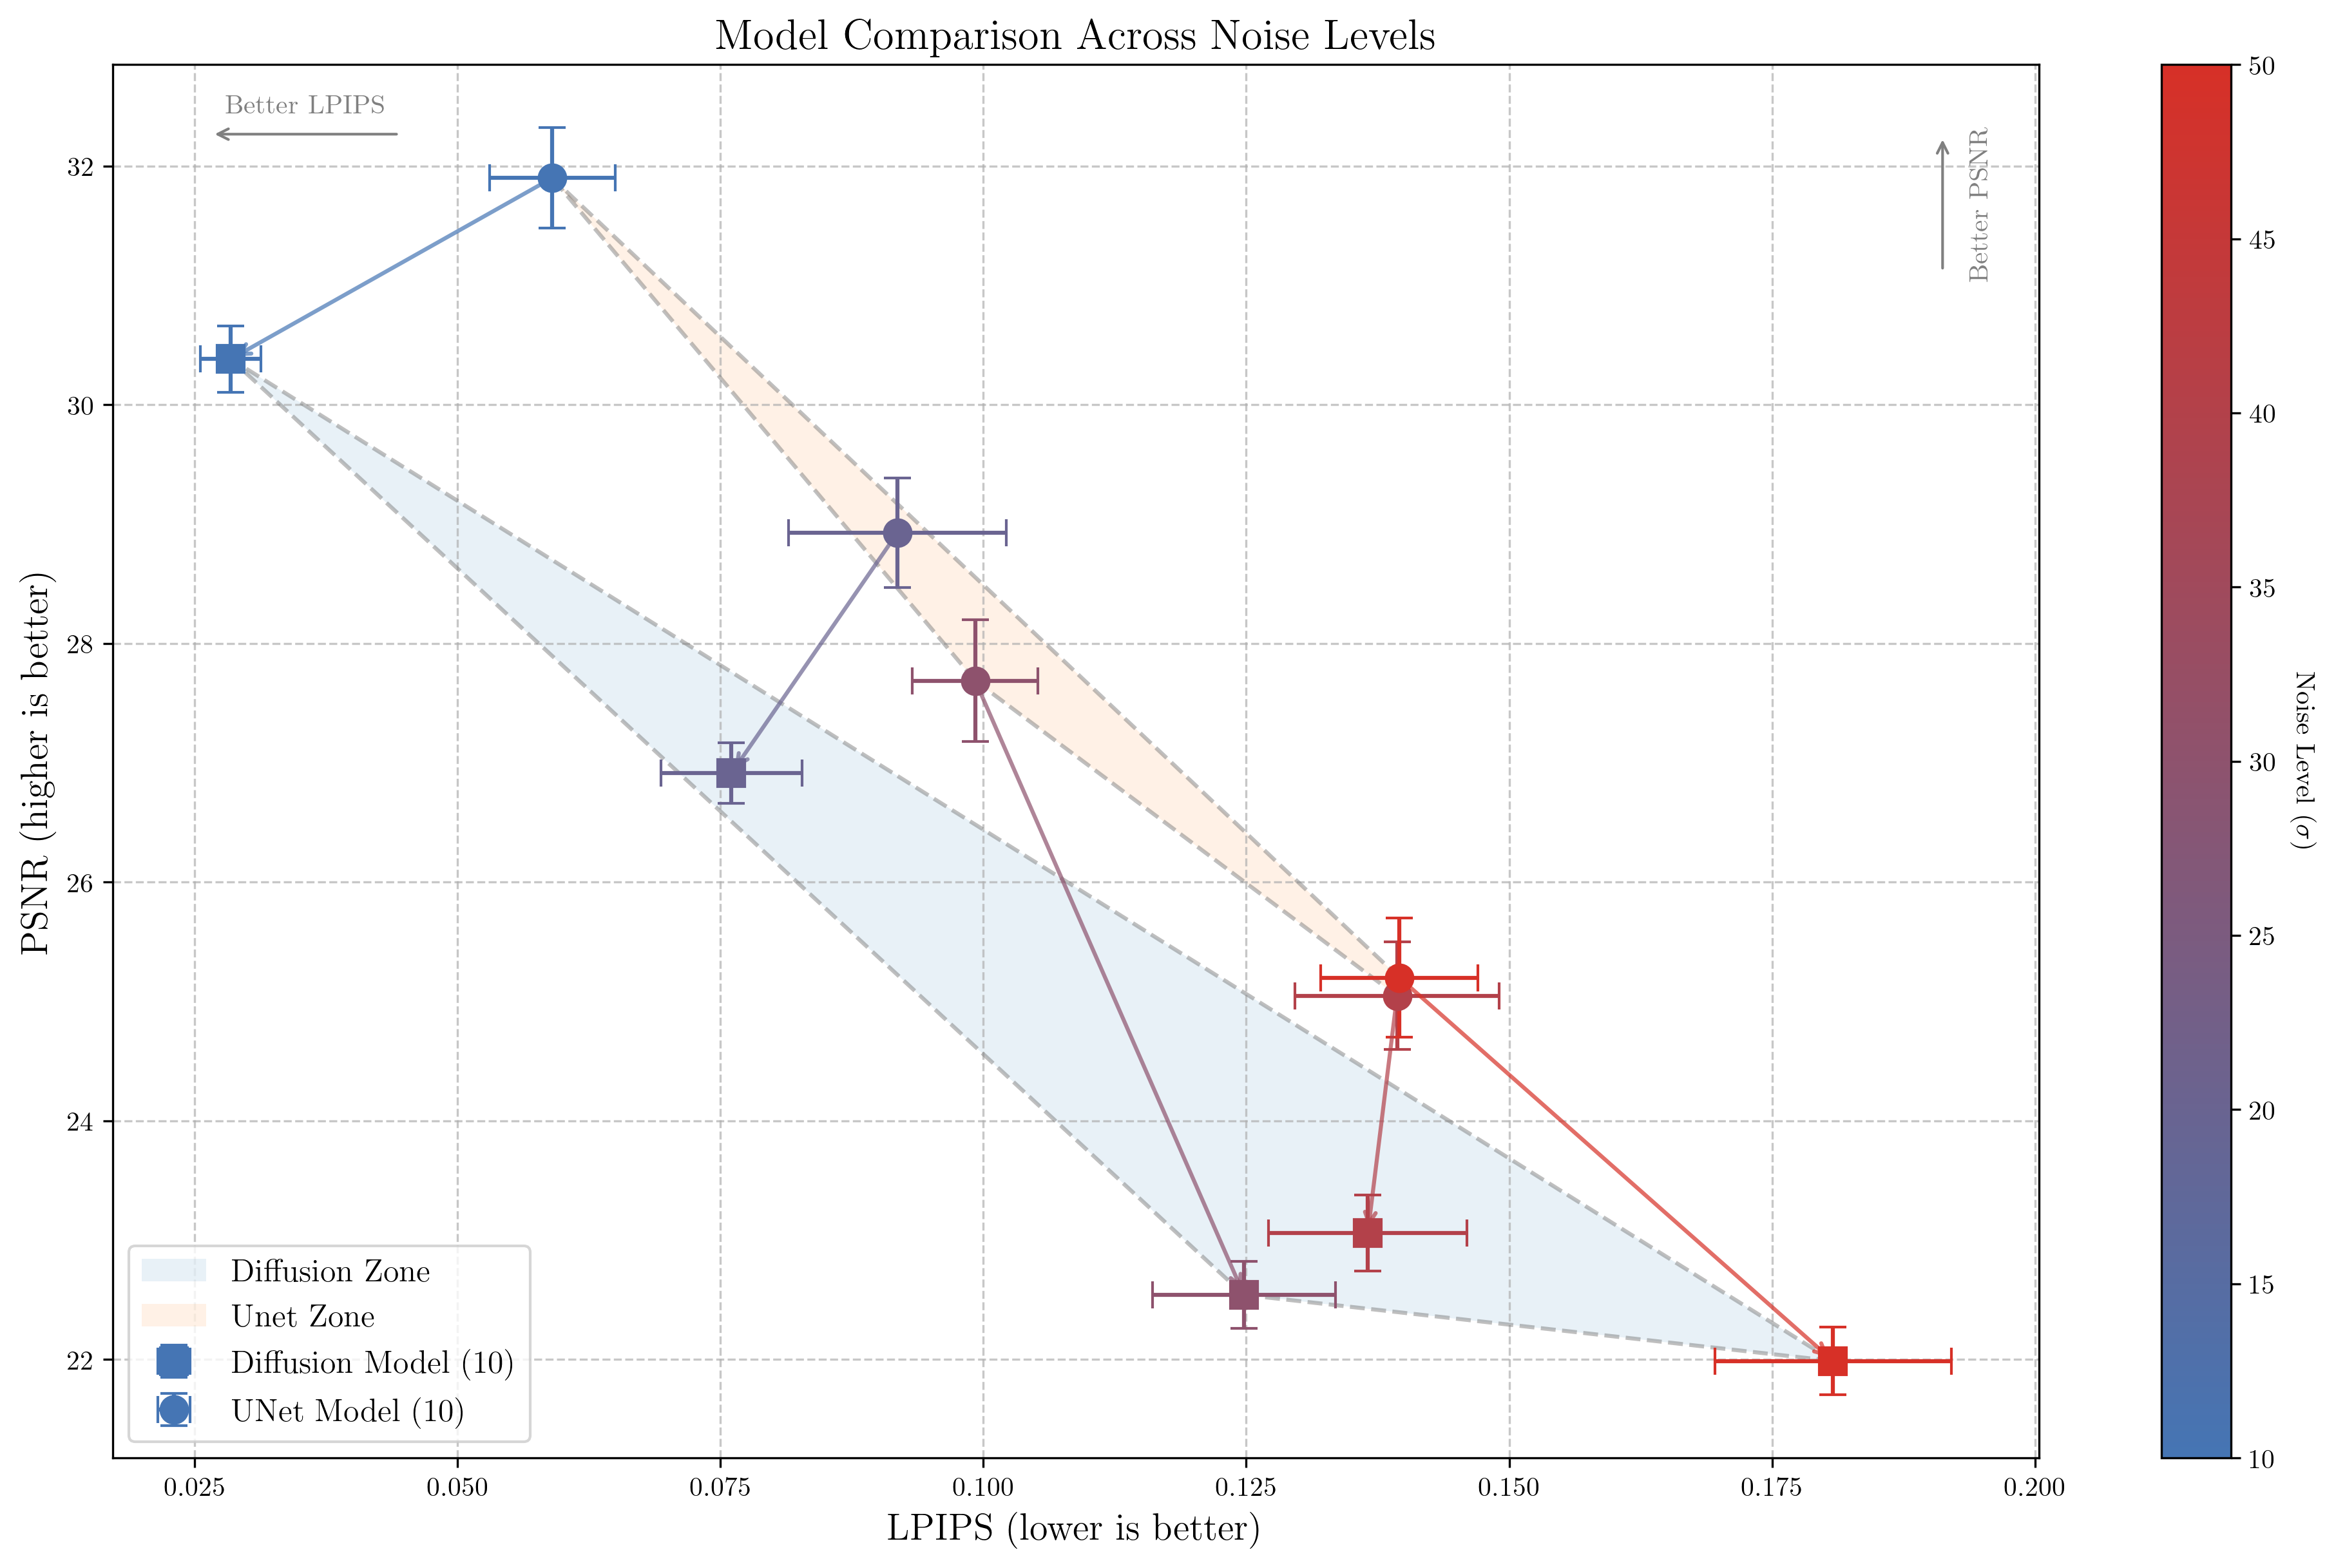 Model Comparison Across Noise Levels
Better LPIPS
Better PSNR
PSNR (higher is better)
32
30
28
26
24
22
Diffusion Zone
Unet Zone
Diffusion Model (10)
UNet Model (10)
0.025 0.050 0.075 0.100 0.125 0.150 0.175 0.200
LPIPS (lower is better)
50
45
40
35
30
25
20
15
10
Noise Level (σ)